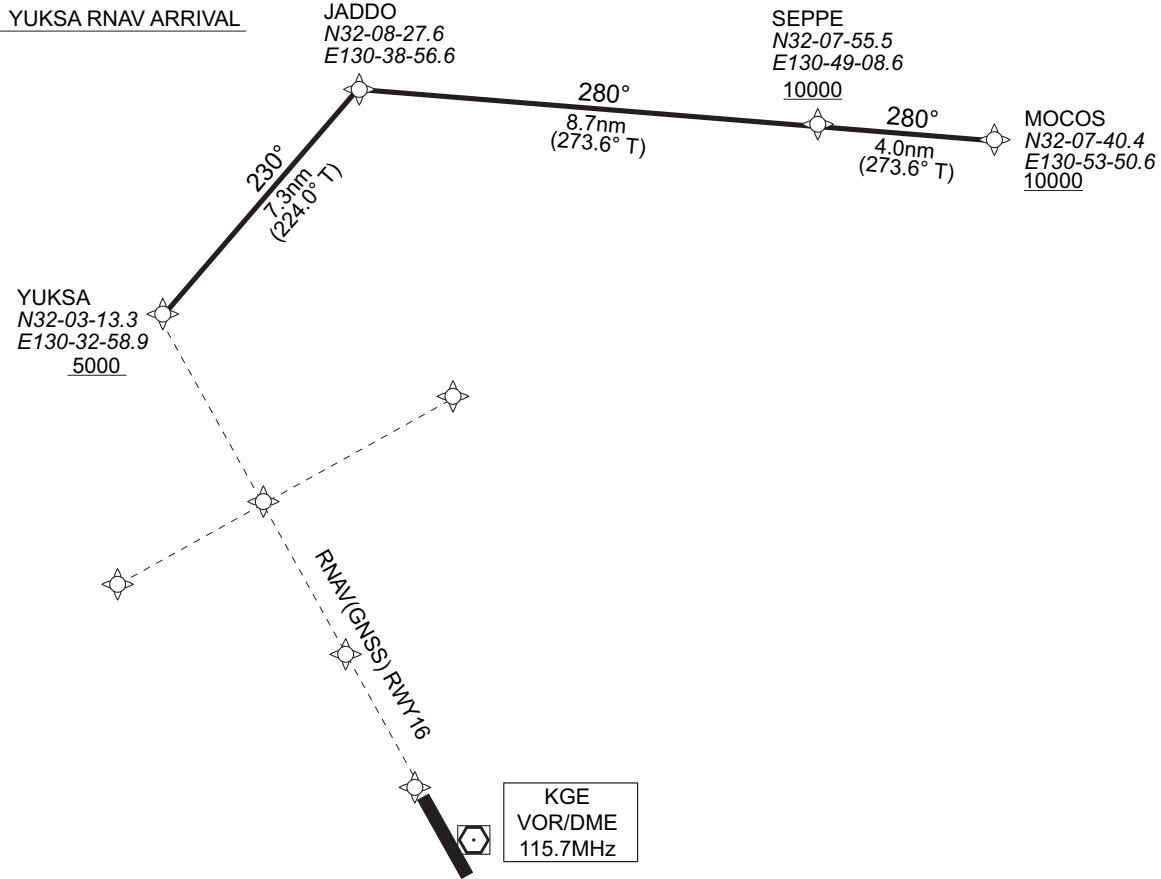 YUKSA RNAV ARRIVAL
JADDO
N32-08-27.6
E130-38-56.6
SEPPE
N32-07-55.5
E130-49-08.6
10000
MOCOS
N32-07-40.4
E130-53-50.6
10000
280°
8.7nm
(273.6° T)
280°
4.0nm
(273.6° T)
230°
7.3nm
(224.0° T)
YUKSA
N32-03-13.3
E130-32-58.9
5000
RNAV(GNSS) RWY16
KGE
VOR/DME
115.7MHz